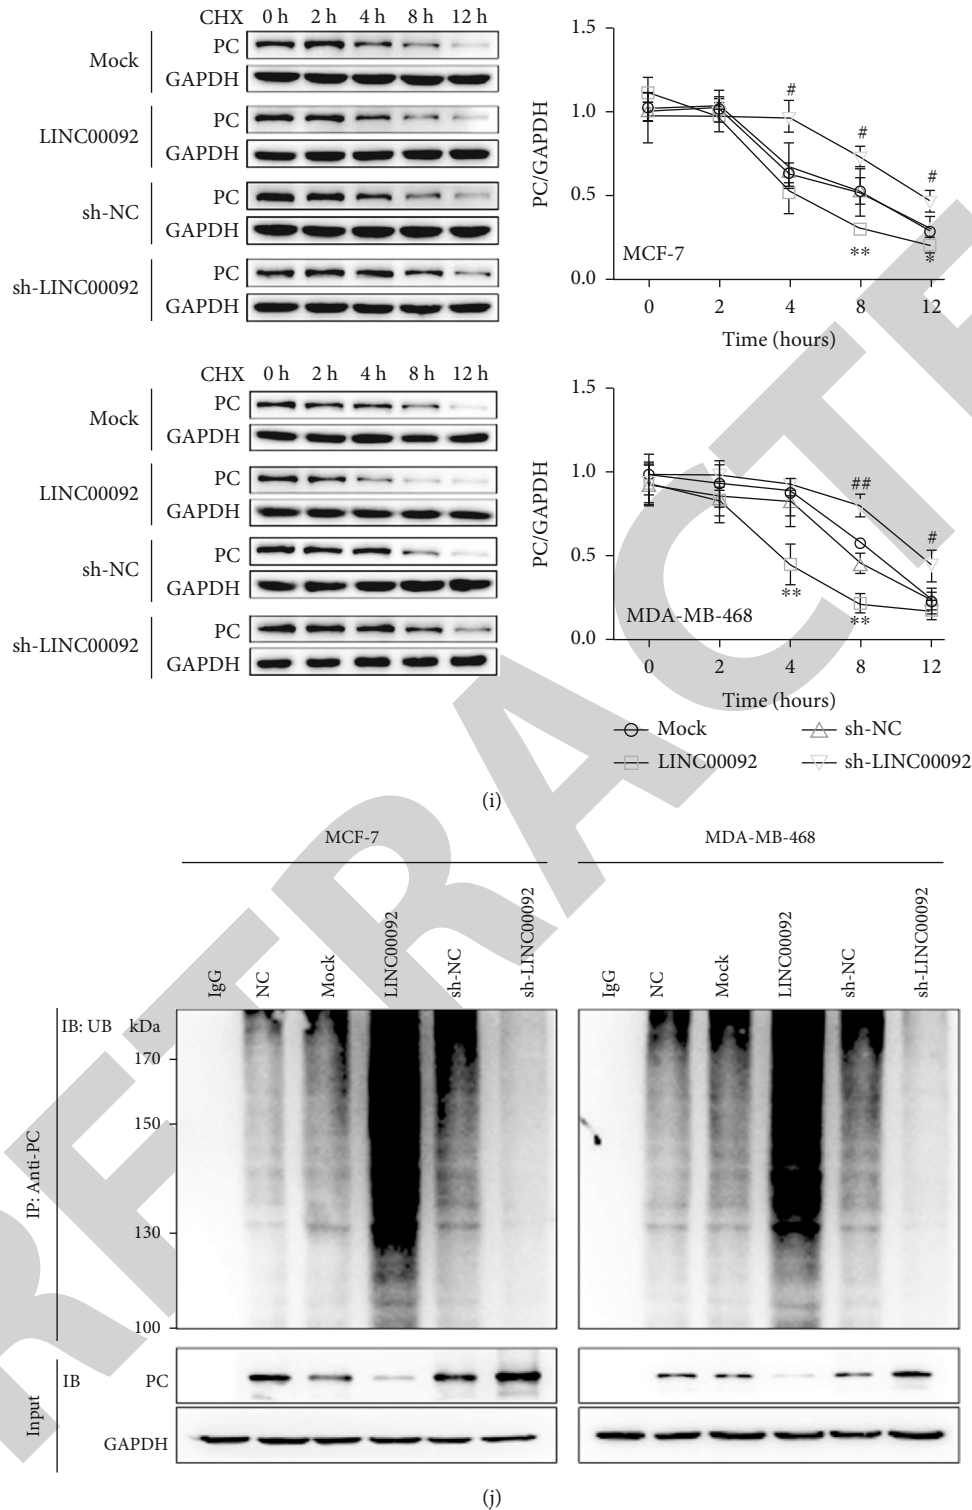 CHX 0 h 2 h 4 h 8 h 12 h
Mock
PC
GAPDH
LINC00092
PC
GAPDH
sh-NC
PC
GAPDH
sh-LINC00092
PC
GAPDH
1.5
1.0
0.5
0.0
PC/GAPDH
# # #
** *
MCF-7
0 2 4 8 12
Time (hours)
CHX 0 h 2 h 4 h 8 h 12 h
Mock
PC
GAPDH
LINC00092
PC
GAPDH
sh-NC
PC
GAPDH
sh-LINC00092
PC
GAPDH
1.5
1.0
0.5
0.0
PC/GAPDH
## #
** **
MDA-MB-468
0 2 4 8 12
Time (hours)
Mock sh-NC
LINC00092 sh-LINC00092
(i)
MCF-7 MDA-MB-468
IgG NC Mock LINC00092 sh-NC sh-LINC00092 IgG NC Mock LINC00092 sh-NC sh-LINC00092
IB: UB kDa
170
150
130
100
IP: Anti-PC
Input
IB PC
GAPDH
(j)
RETRACTE